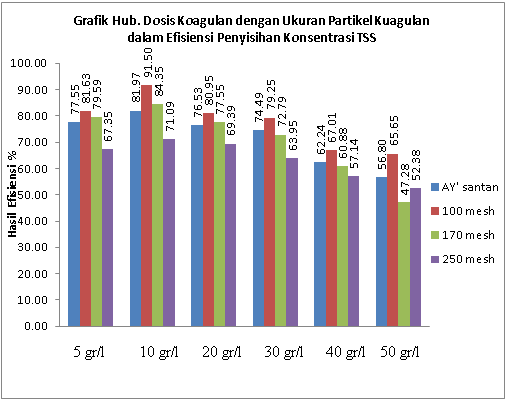 Grafik Hub. Dosis Koagulan dengan Ukuran Partikel Kuagulan
dalam Efisiensi Penyisihan Konsentrasi TSS
Hasil Efisiensi %
100.00
90.00
80.00
70.00
60.00
50.00
40.00
30.00
20.00
10.00
0.00
77.55
81.63
79.59
67.35
81.97
91.50
84.35
71.09
76.53
80.95
77.55
69.39
74.49
79.25
72.79
63.95
62.24
67.01
60.88
57.14
56.80
65.65
47.28
52.38
5 gr/l
10 gr/l
20 gr/l
30 gr/l
40 gr/l
50 gr/l
AY' santan
100 mesh
170 mesh
250 mesh